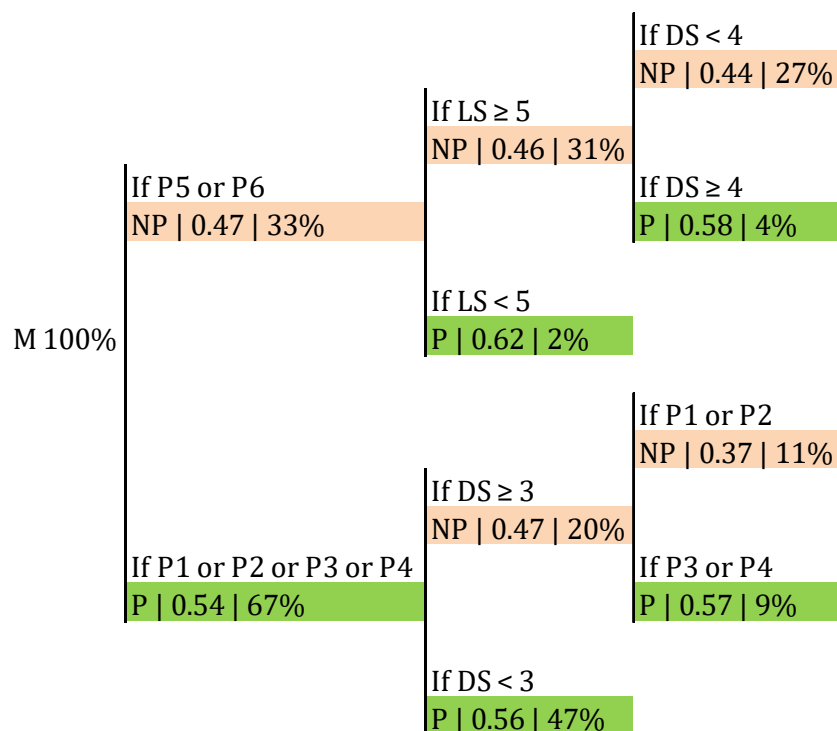 If DS < 4
NP | 0.44 | 27%
If LS ≥ 5
NP | 0.46 | 31%
If P5 or P6
NP | 0.47 | 33%
If DS ≥ 4
P | 0.58 | 4%
If LS < 5
P | 0.62 | 2%
M 100%
If P1 or P2
NP | 0.37 | 11%
If DS ≥ 3
NP | 0.47 | 20%
If P1 or P2 or P3 or P4
P | 0.54 | 67%
If P3 or P4
P | 0.57 | 9%
If DS < 3
P | 0.56 | 47%